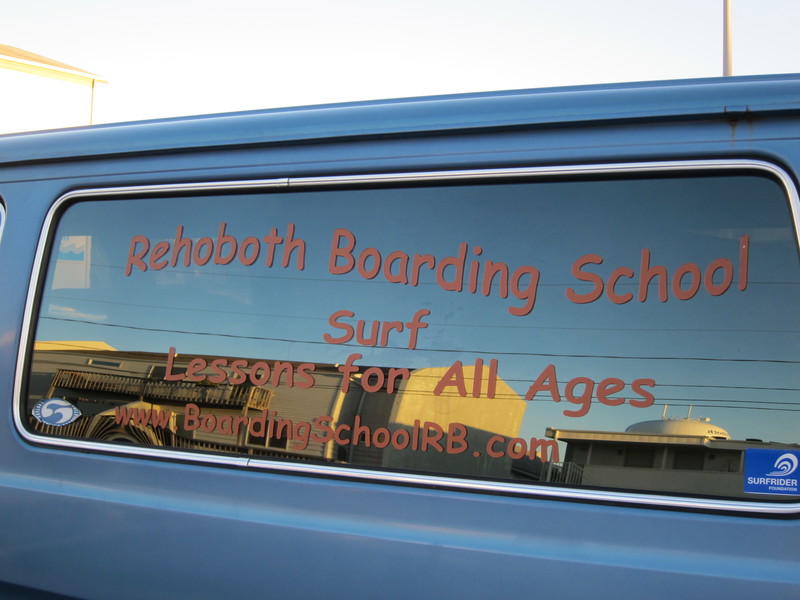 Rehoboth Boarding School
Surf
Lessons for All Ages
www.BoardingSchoolRB.com
SURFRIDER
FOUNDATION